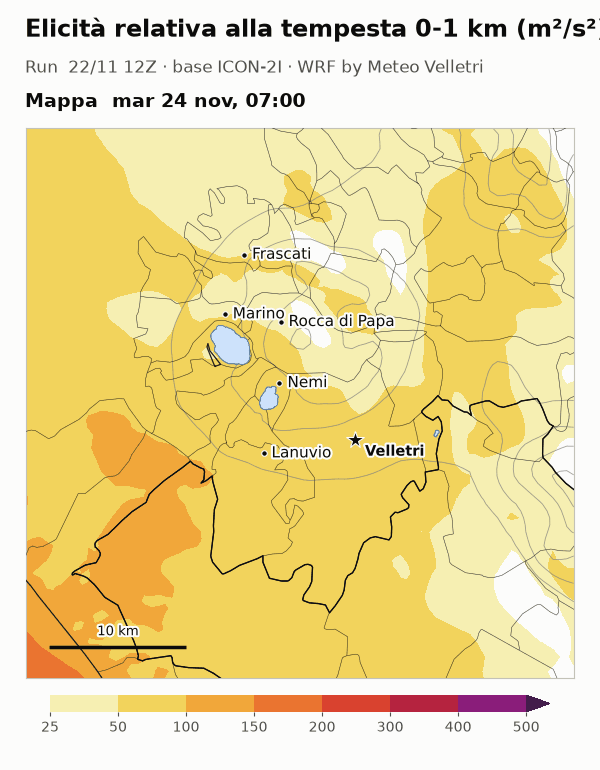 Elicità relativa alla tempesta 0-1 km (m²/s²)
Run  22/11 12Z · base ICON-2I · WRF by Meteo Velletri
Mappa  mar 24 nov, 07:00
Frascati
Marino
Rocca di Papa
Nemi
Velletri
Lanuvio
10 km
25 50 100 150 200 300 400 500